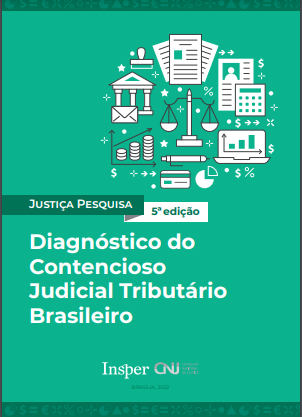 JUSTIÇA PESQUISA
5ª edição
Diagnóstico do
Contencioso
Judicial Tributário
Brasileiro
Insper CNJ